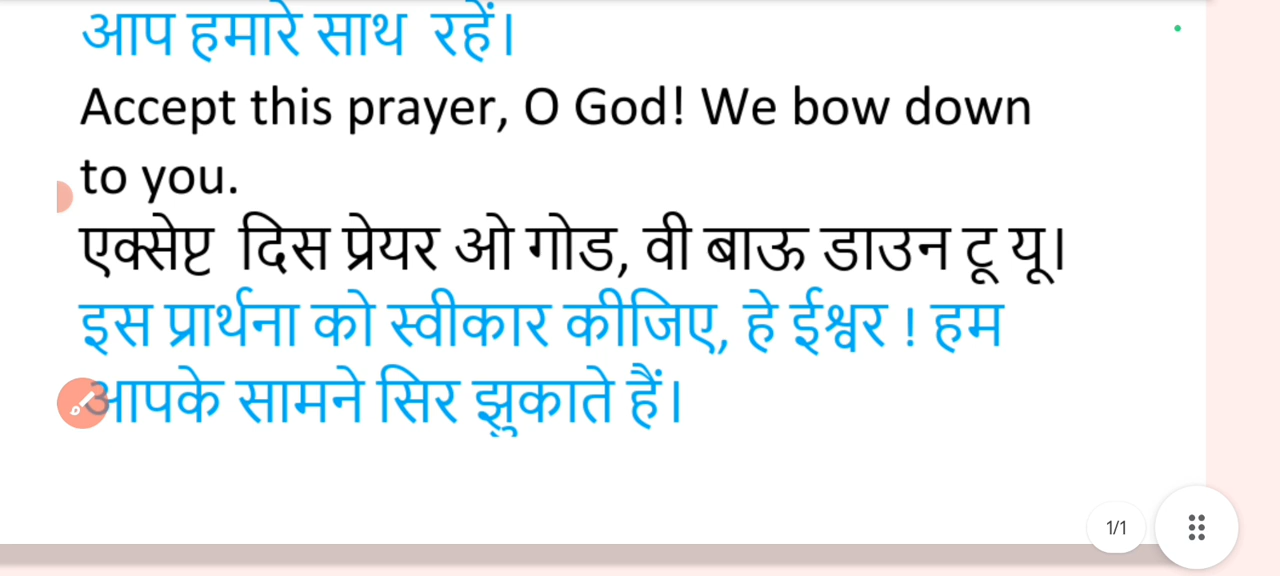 आप हमारे साथ रहें।
Accept this prayer, O God! We bow down
to you.
एक्सेप्ट दिस प्रेयर ओ गोड, वी बाऊ डाउन टू यू।
इस प्रार्थना को स्वीकार कीजिए, हे ईश्वर ! हम
आपके सामने सिर झुकाते हैं।
1/1